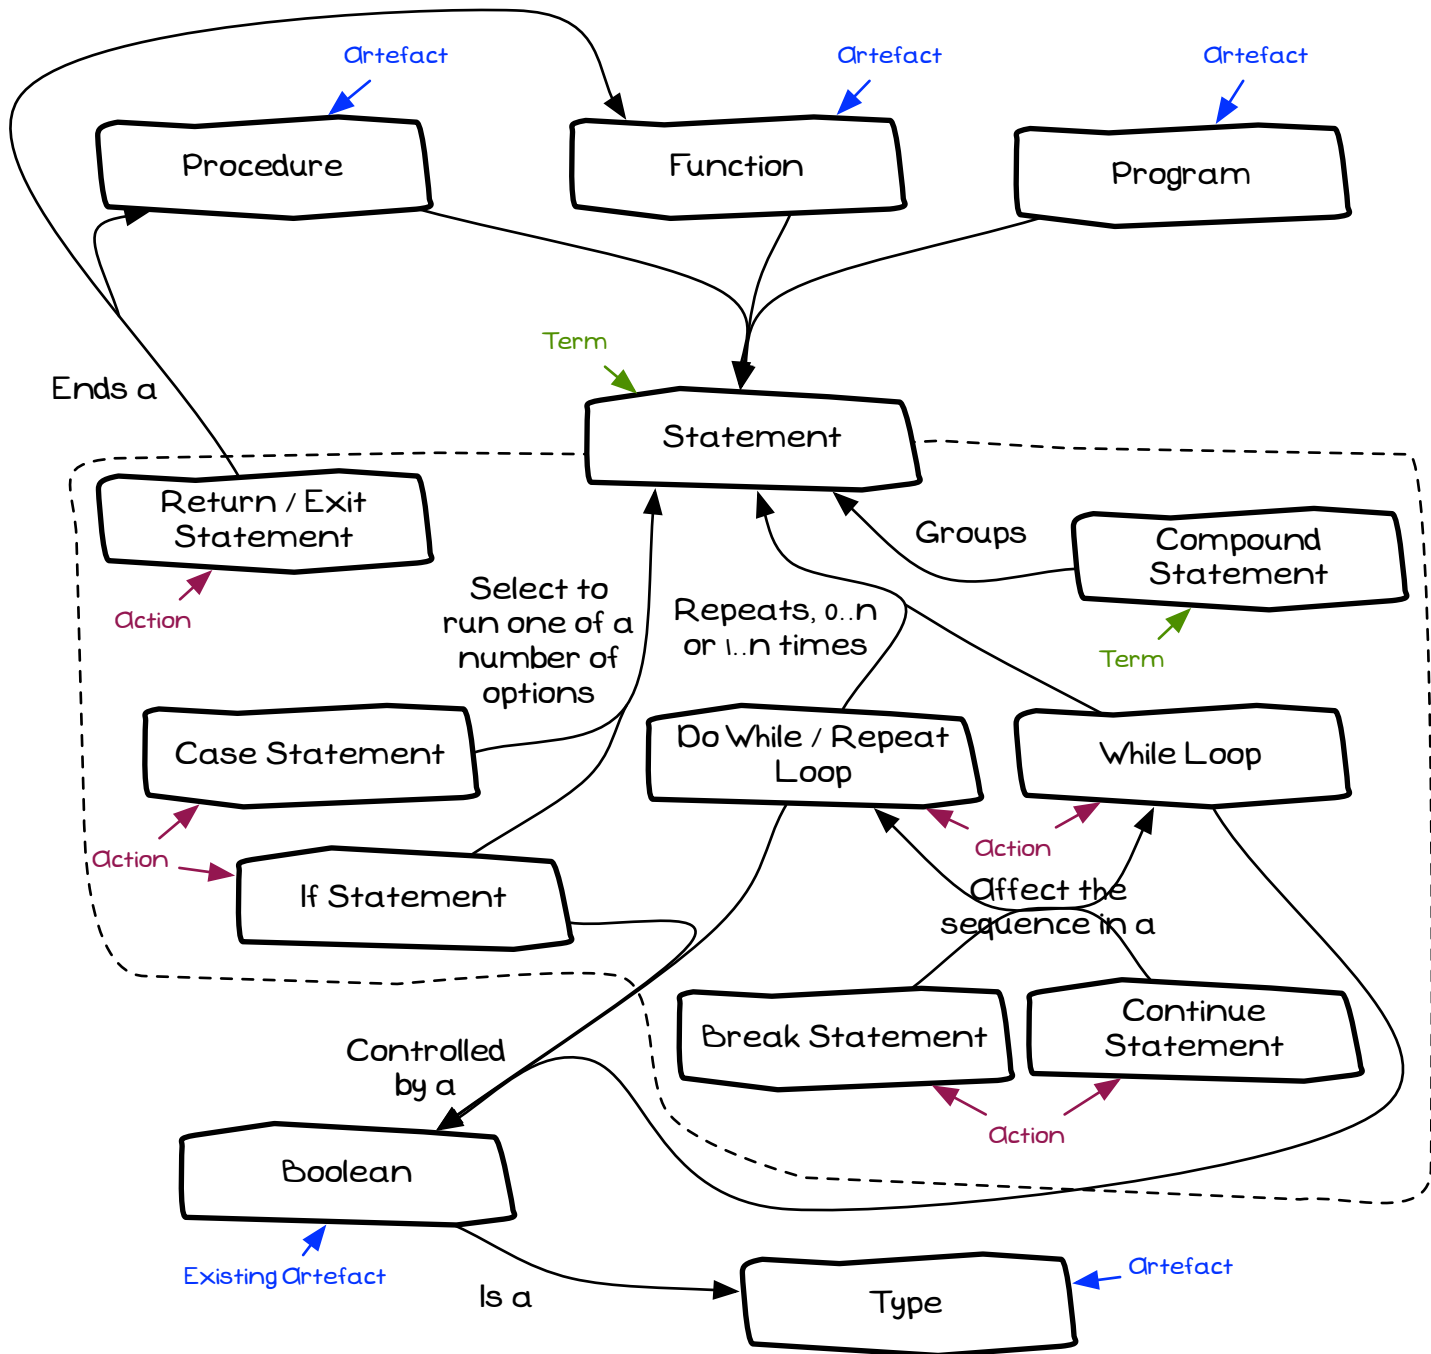 Artefact
Artefact
Artefact
Procedure
Function
Program
Term
Ends a
Statement
Return / Exit
Statement
Groups
Compound
Statement
Action
Select to
run one of a
number of
options
Repeats, 0..n
or 1..n times
Term
Case Statement
Do While / Repeat
Loop
While Loop
Action
Action
If Statement
Affect the
sequence in a
Break Statement
Continue
Statement
Controlled
by a
Action
Boolean
Existing Artefact
Is a
Type
Artefact